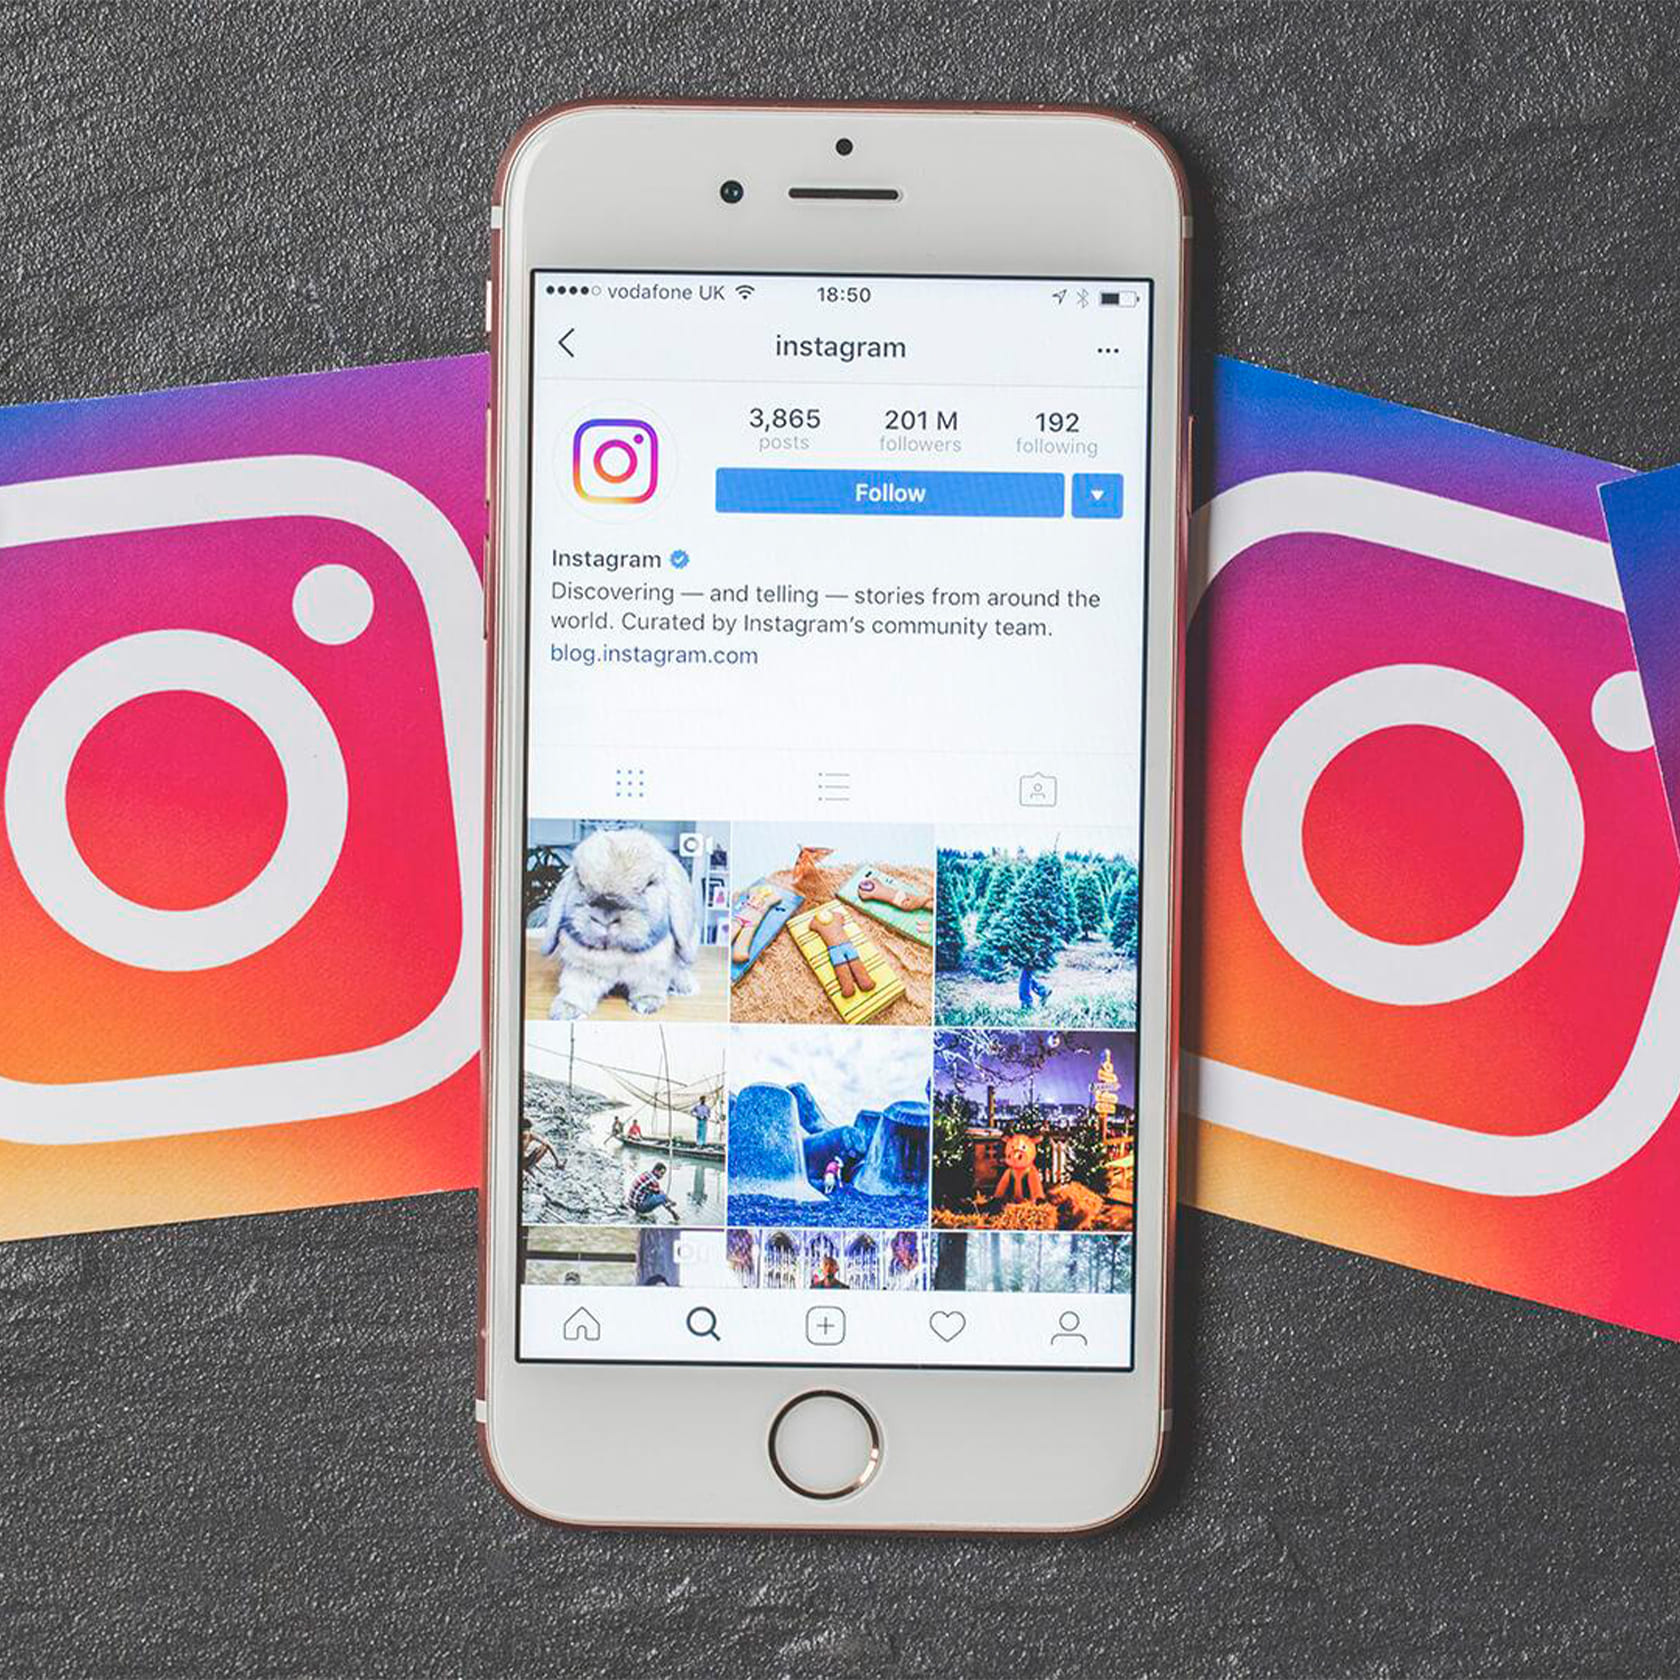 vodafone UK 18:50
instagram
3,865 201 M 192
posts followers following
Follow
Instagram
Discovering — and telling — stories from around the
world. Curated by Instagram's community team.
blog.instagram.com